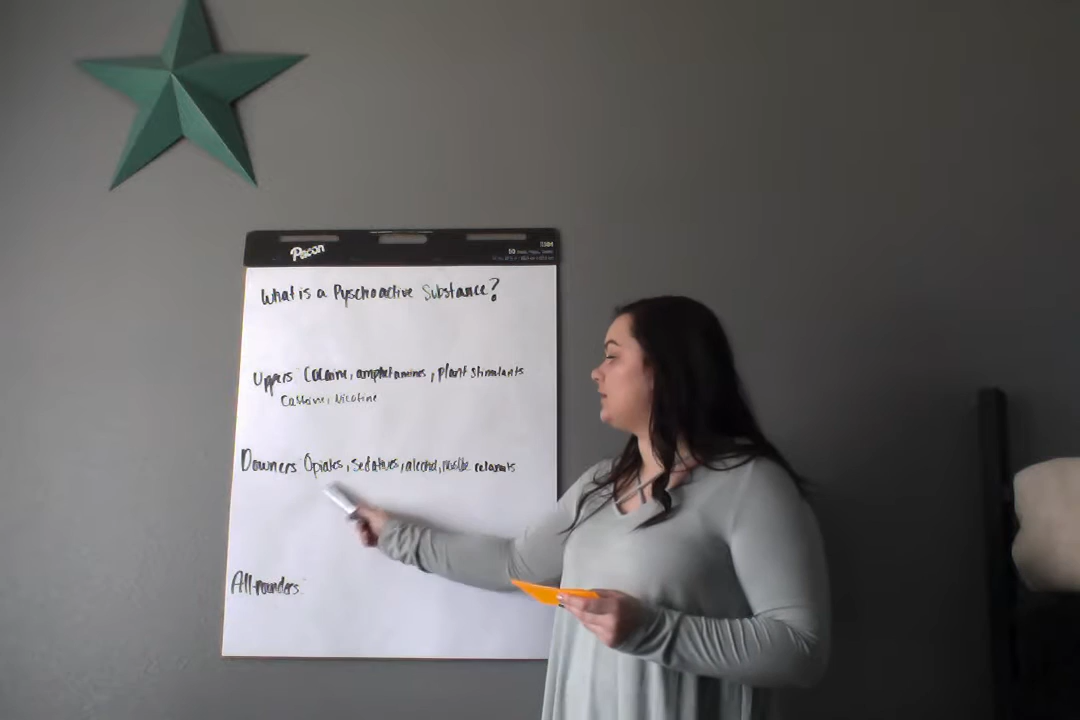 Pacon
What is a Pyschoactive Substance?
Uppers Cocaine, amphetamines, plant stimulants
Caffeine, Nicotine
Downers Opiates, sedatives, alcohol, muscle relaxants
All-rounders